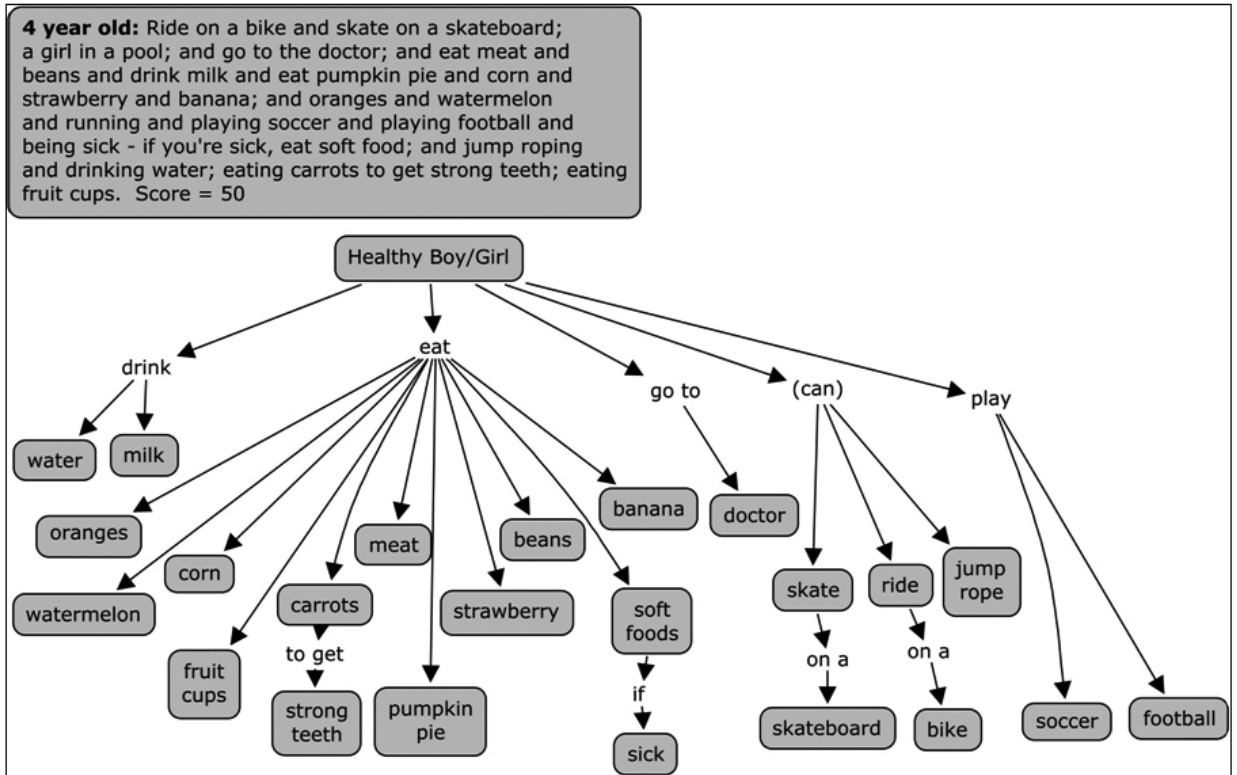 4 year old: Ride on a bike and skate on a skateboard;
a girl in a pool; and go to the doctor; and eat meat and
beans and drink milk and eat pumpkin pie and corn and
strawberry and banana; and oranges and watermelon
and running and playing soccer and playing football and
being sick - if you're sick, eat soft food; and jump roping
and drinking water; eating carrots to get strong teeth; eating
fruit cups. Score = 50
Healthy Boy/Girl
drink
eat
go to
(can)
play
water
milk
oranges
corn
watermelon
fruit
cups
carrots
to get
strong
teeth
meat
pumpkin
pie
strawberry
beans
soft
foods
if
sick
banana
doctor
skate
on a
skateboard
ride
on a
bike
jump
rope
soccer
football